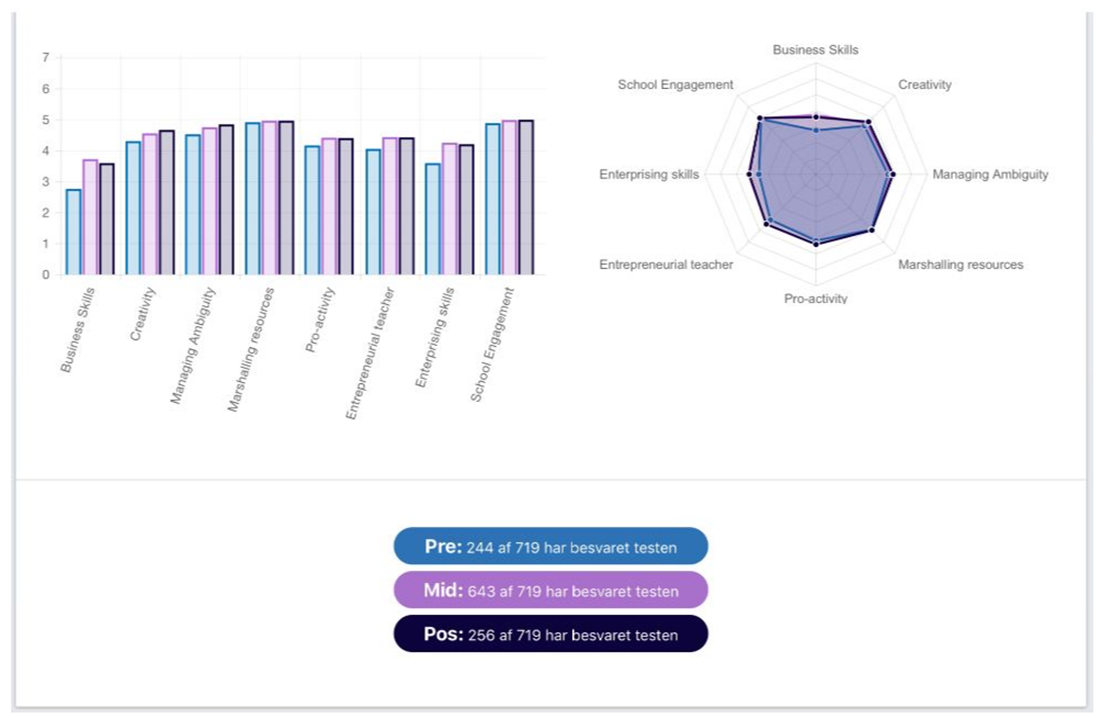 7
6
5
4
3
2
1
0
Business Skills
Creativity
Managing Ambiguity
Marshalling resources
Pro-activity
Entrepreneurial teacher
Enterprising skills
School Engagement
Business Skills
Creativity
Managing Ambiguity
Marshalling resources
Pro-activity
Entrepreneurial teacher
Enterprising skills
School Engagement
Pre: 244 af 719 har besvaret testen
Mid: 643 af 719 har besvaret testen
Pos: 256 af 719 har besvaret testen